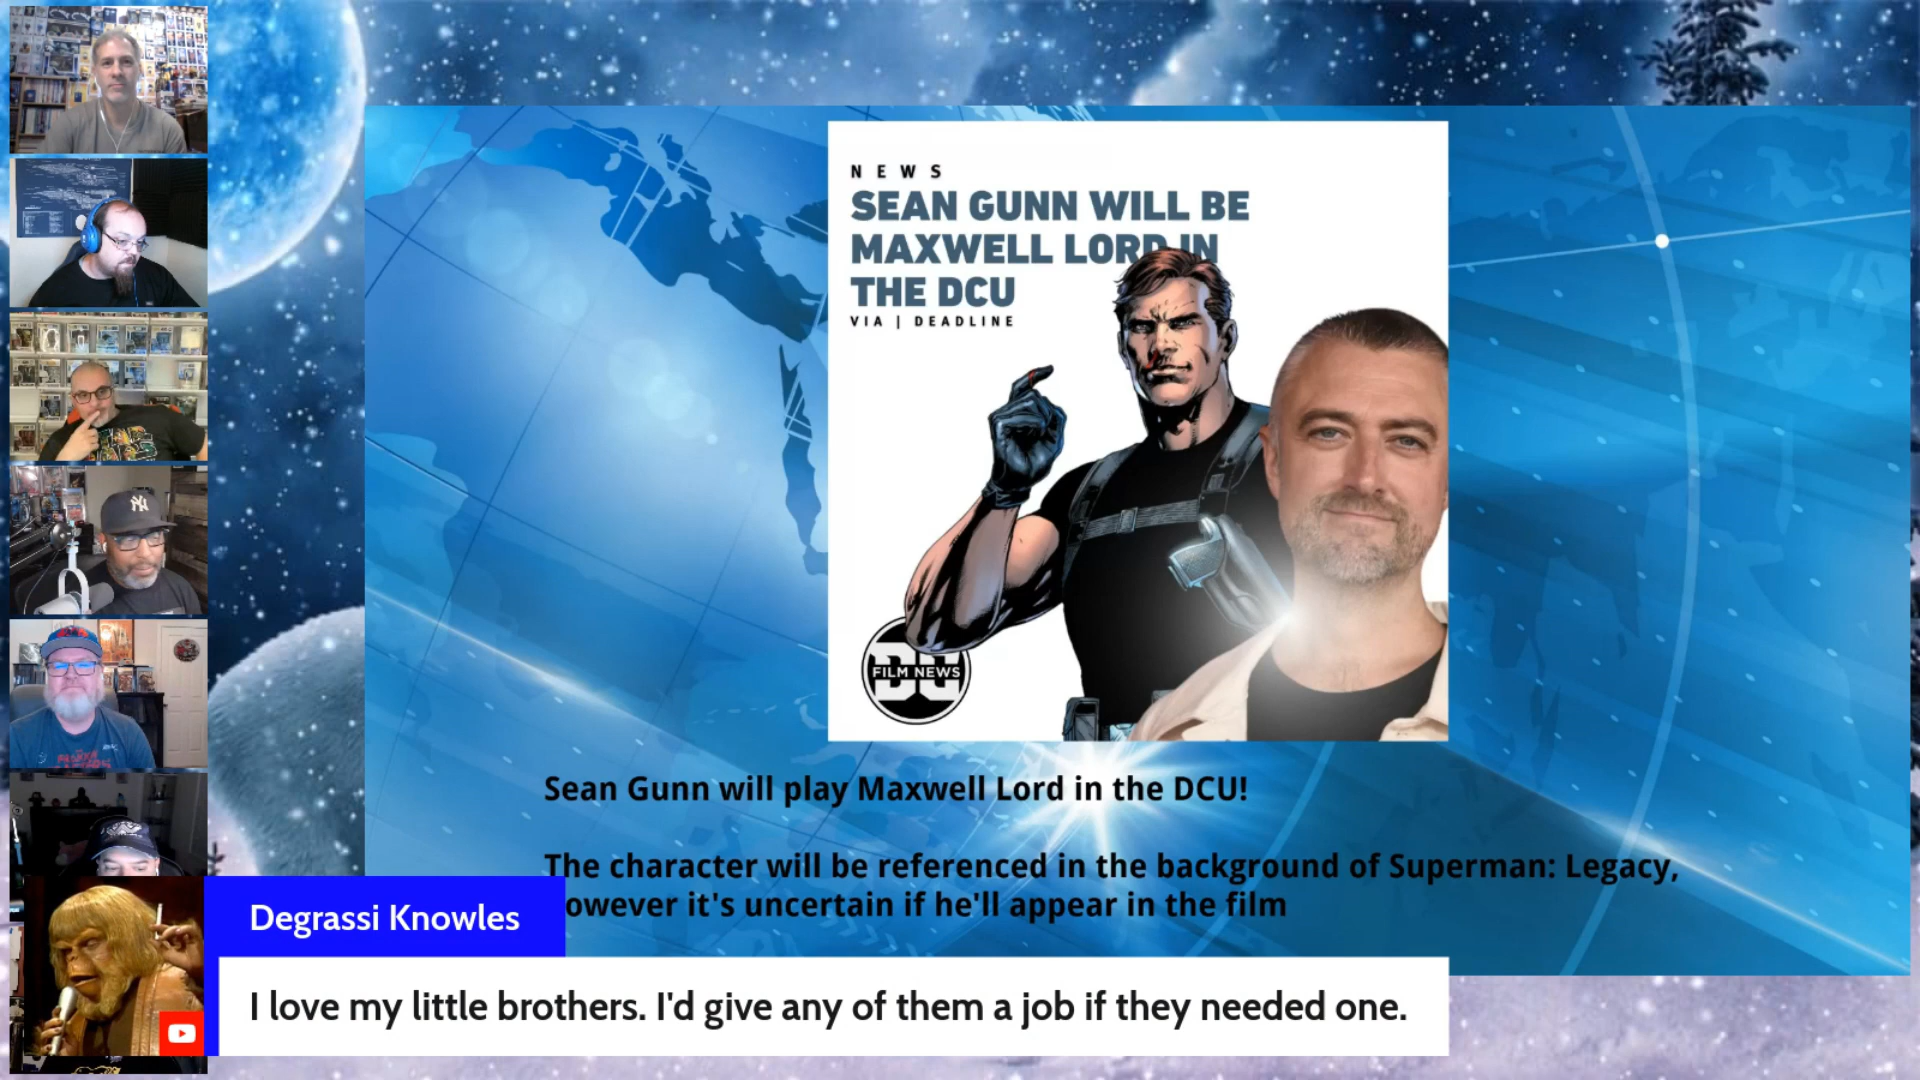 NEWS
SEAN GUNN WILL BE
MAXWELL LORD IN
THE DCU
VIA | DEADLINE
DC
FILM NEWS
Sean Gunn will play Maxwell Lord in the DCU!
The character will be referenced in the background of Superman: Legacy,
owever it's uncertain if he'll appear in the film
Degrassi Knowles
I love my little brothers. I'd give any of them a job if they needed one.
NY